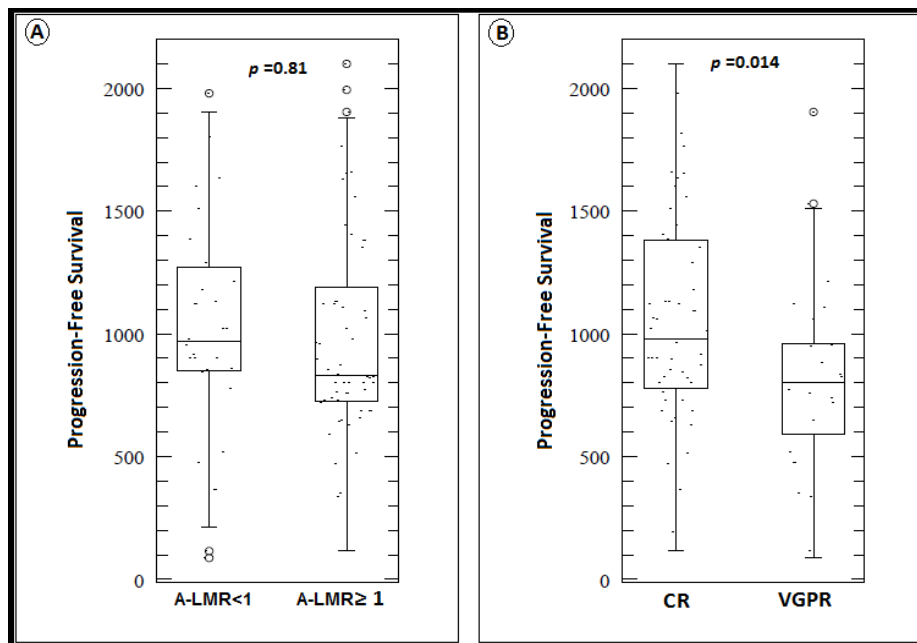 A
p =0.81
Progression-Free Survival
2000
1500
1000
500
0
A-LMR<1
A-LMR≥ 1
B
p =0.014
Progression-Free Survival
2000
1500
1000
500
0
CR
VGPR